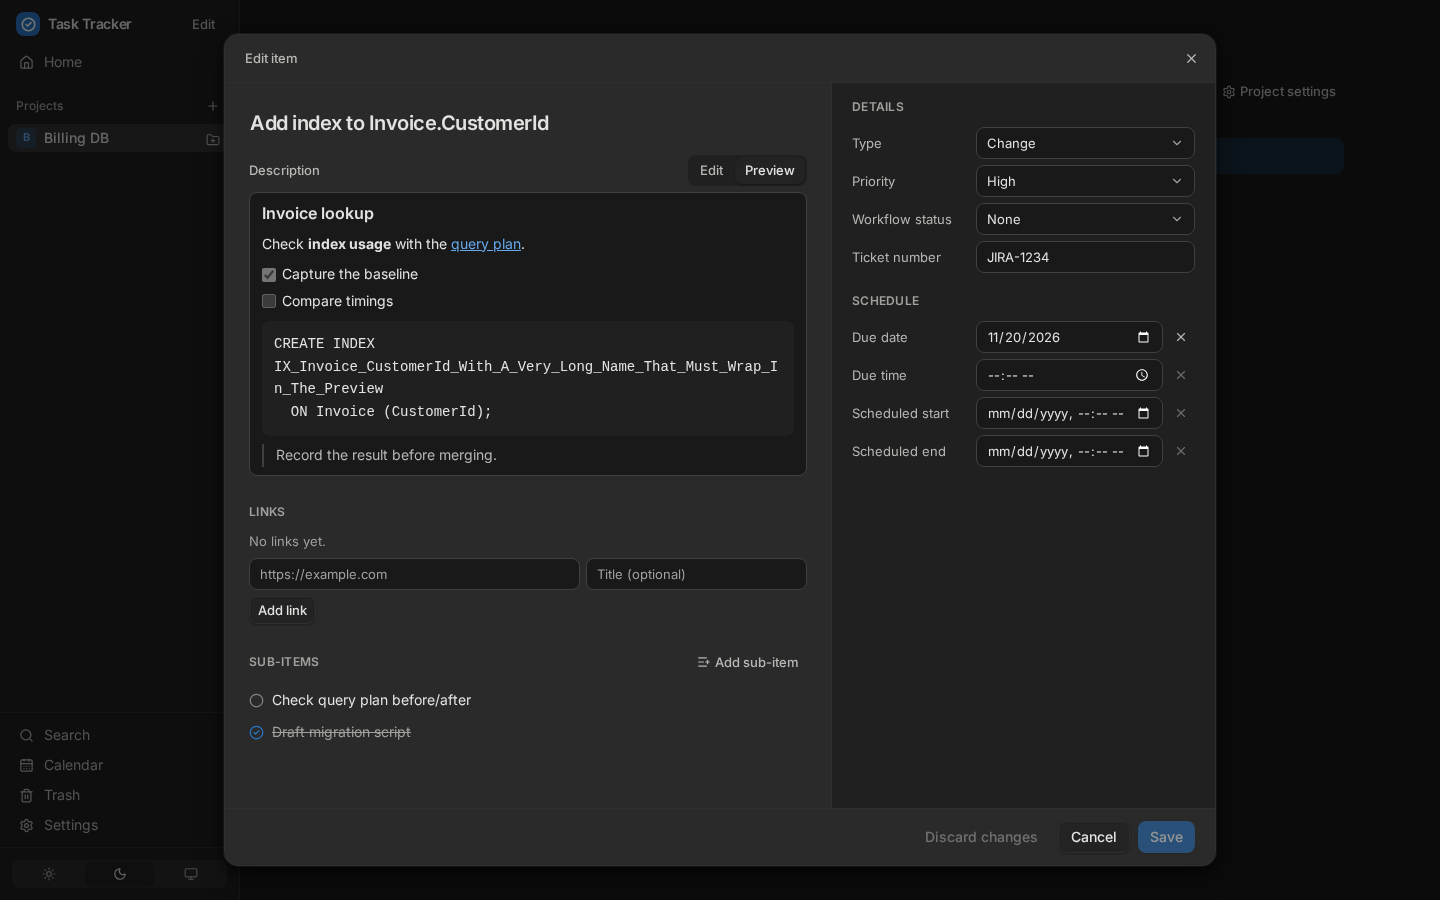 Task Tracker
Edit
Home
Projects
B Billing DB
Search
Calendar
Trash
Settings
Project settings
Edit item
Add index to Invoice.CustomerId
Description
Edit Preview
Invoice lookup
Check index usage with the query plan.
Capture the baseline
Compare timings
CREATE INDEX
IX_Invoice_CustomerId_With_A_Very_Long_Name_That_Must_Wrap_I
n_The_Preview
ON Invoice (CustomerId);
Record the result before merging.
LINKS
No links yet.
https://example.com
Title (optional)
Add link
SUB-ITEMS
Add sub-item
Check query plan before/after
Draft migration script
DETAILS
Type Change
Priority High
Workflow status None
Ticket number JIRA-1234
SCHEDULE
Due date 11/20/2026
Due time --:-- --
Scheduled start mm/dd/yyyy, --:-- --
Scheduled end mm/dd/yyyy, --:-- --
Discard changes
Cancel
Save